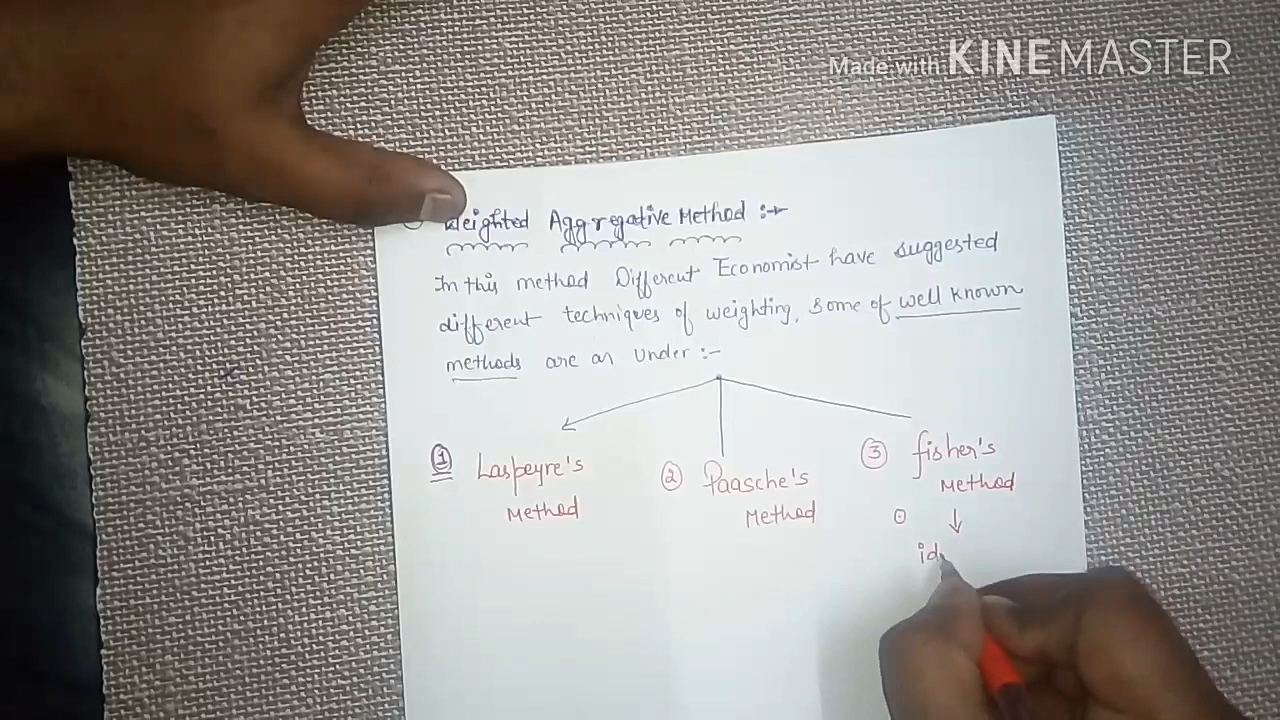 Made with KINEMASTER
Weighted Aggregative Method :-
In this method Different Economist have suggested
different techniques of weighting. Some of well known
methods are as under :-
① Laspeyre's
Method
② Paasche's
Method
③ fisher's
Method
id